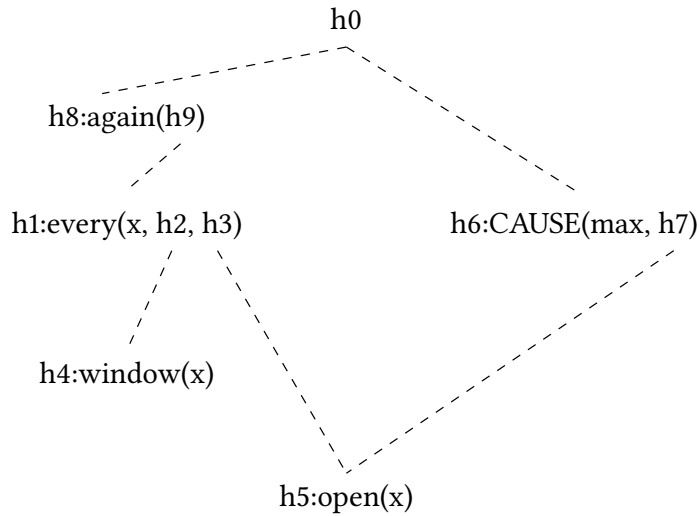 h0
h8:again(h9)
h1:every(x, h2, h3) h6:CAUSE(max, h7)
h4:window(x)
h5:open(x)